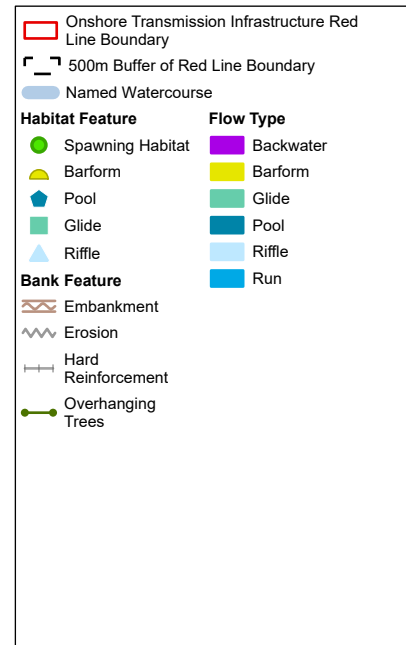 Onshore Transmission Infrastructure Red
Line Boundary
500m Buffer of Red Line Boundary
Named Watercourse
Habitat Feature
Spawning Habitat
Barform
Pool
Glide
Riffle
Flow Type
Backwater
Barform
Glide
Pool
Riffle
Run
Bank Feature
Embankment
Erosion
Hard
Reinforcement
Overhanging
Trees